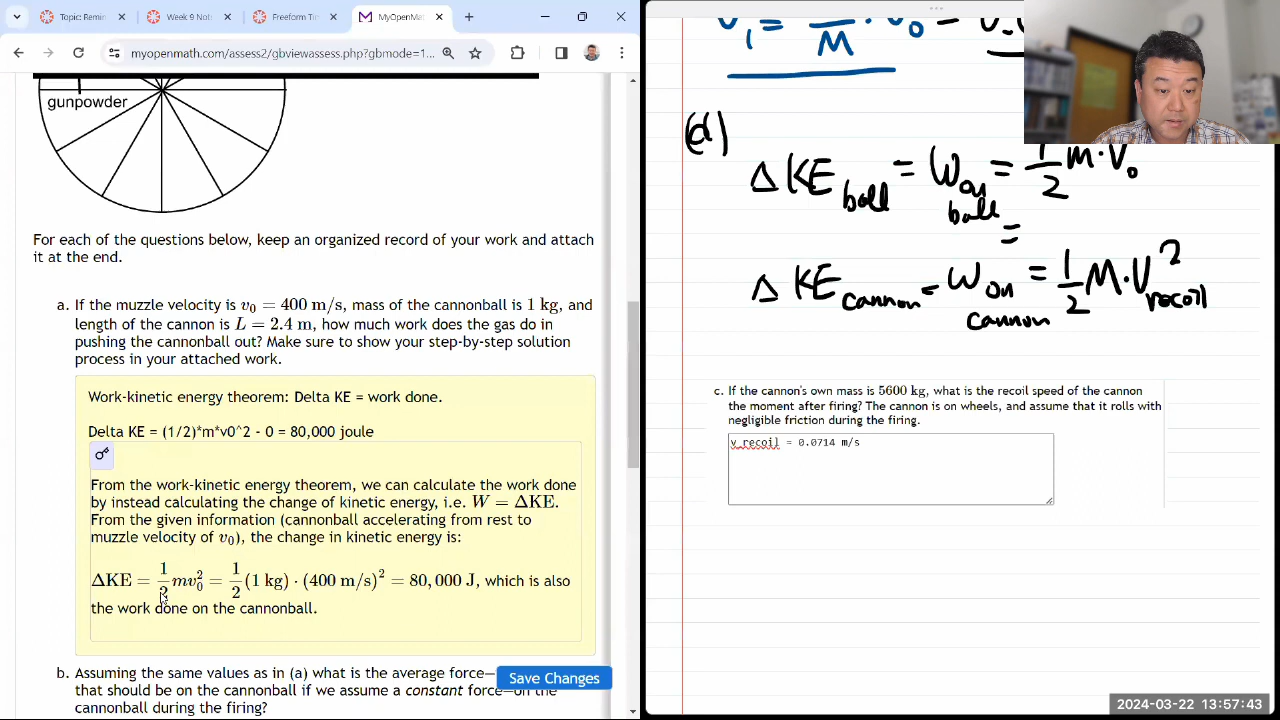 Topic: Remin
Week 9 Not
Freeform Tim
MyOpenMat
openmath.org/assess2/gbviewassess.php?gbmode=1...
gunpowder
For each of the questions below, keep an organized record of your work and attach
it at the end.
a. If the muzzle velocity is v₀ = 400 m/s, mass of the cannonball is 1 kg, and
length of the cannon is L = 2.4 m, how much work does the gas do in
pushing the cannonball out? Make sure to show your step-by-step solution
process in your attached work.
Work-kinetic energy theorem: Delta KE = work done.
Delta KE = (1/2)*m*v0^2 - 0 = 80,000 joule
From the work-kinetic energy theorem, we can calculate the work done
by instead calculating the change of kinetic energy, i.e. W = ΔKE.
From the given information (cannonball accelerating from rest to
muzzle velocity of v₀), the change in kinetic energy is:
ΔKE = 1/2 mv₀² = 1/2 (1 kg) · (400 m/s)² = 80,000 J, which is also
the work done on the cannonball.
b. Assuming the same values as in (a) what is the average force—
that should be on the cannonball if we assume a constant force—on the
cannonball during the firing?
Save Changes
M · V₀ =
(d)
Δ KE ball = W on ball = 1/2 m · V₀
=
Δ KE cannon = W on cannon = 1/2 M · V recoil ²
c. If the cannon's own mass is 5600 kg, what is the recoil speed of the cannon
the moment after firing? The cannon is on wheels, and assume that it rolls with
negligible friction during the firing.
v_recoil = 0.0714 m/s
2024-03-22 13:57:43